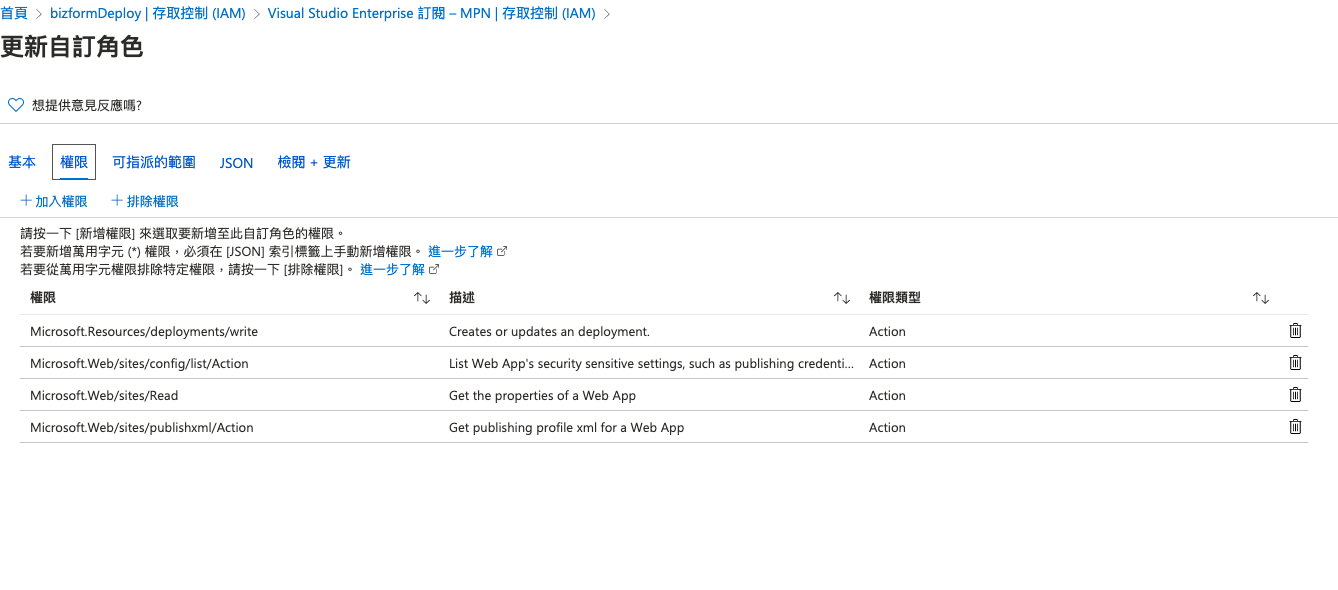 首頁 > bizformDeploy | 存取控制 (IAM) > Visual Studio Enterprise 訂閱 – MPN | 存取控制 (IAM) >
更新自訂角色
想提供意見反應嗎?
基本 權限 可指派的範圍 JSON 檢閱 + 更新
+ 加入權限 + 排除權限
請按一下 [新增權限] 來選取要新增至此自訂角色的權限。
若要新增萬用字元 (*) 權限，必須在 [JSON] 索引標籤上手動新增權限。 進一步了解
若要從萬用字元權限排除特定權限，請按一下 [排除權限]。 進一步了解
權限 ↑↓ 描述 ↑↓ 權限類型 ↑↓
Microsoft.Resources/deployments/write Creates or updates an deployment. Action
Microsoft.Web/sites/config/list/Action List Web App's security sensitive settings, such as publishing credenti... Action
Microsoft.Web/sites/Read Get the properties of a Web App Action
Microsoft.Web/sites/publishxml/Action Get publishing profile xml for a Web App Action